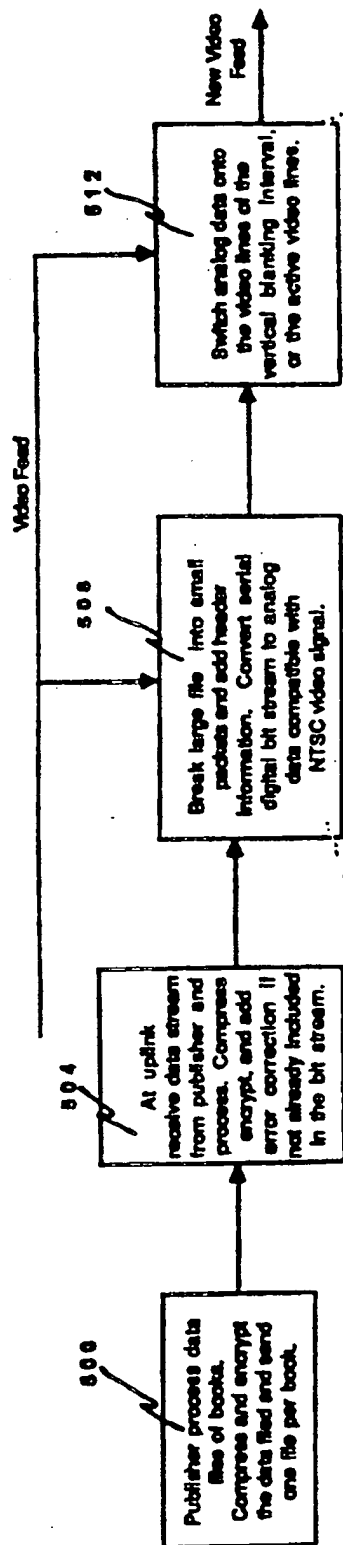 Video Feed
500
Publisher process data
files of books.
Compress and encrypt
the data filed and send
one file per book.
504
At uplink
receive data stream
from publisher and
process. Compress
encrypt, and add
error correction if
not already included
in the bit stream.
508
Break large file into small
packets and add header
information. Convert serial
digital bit stream to analog
data compatible with
NTSC video signal.
512
Switch analog data onto
the video lines of the
vertical blanking interval,
or the active video lines.
New Video
Feed